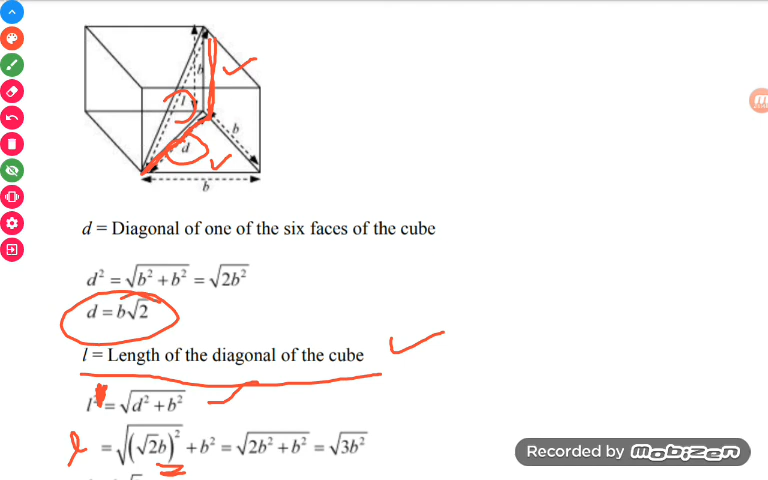 b
l
b
d
b
d = Diagonal of one of the six faces of the cube
d² = √b² + b² = √2b²
d = b√2
l = Length of the diagonal of the cube
l = √d² + b²
l = √(√2b)² + b² = √2b² + b² = √3b²
Recorded by mobizen